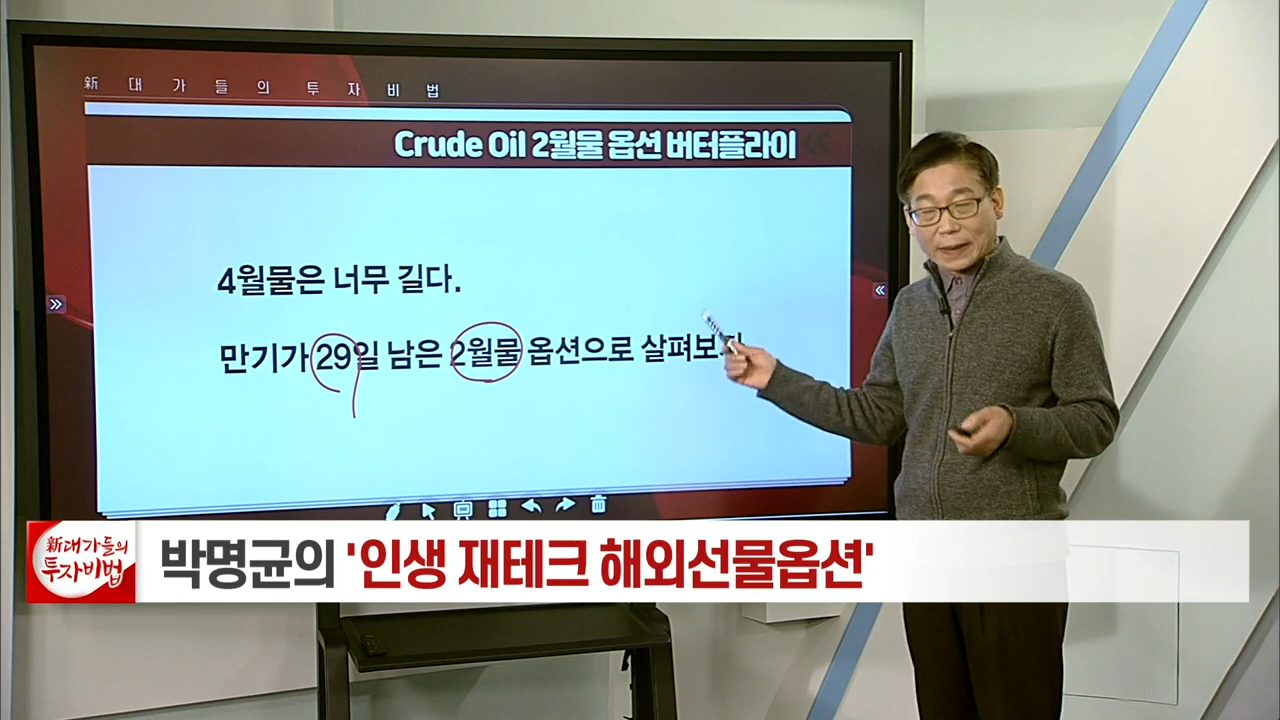 新 대 가 들 의 투 자 비 법
Crude Oil 2월물 옵션 버터플라이
4월물은 너무 길다.
만기가 29일 남은 2월물 옵션으로 살펴보자
新대가들의
투자비법
박명균의 '인생 재테크 해외선물옵션'